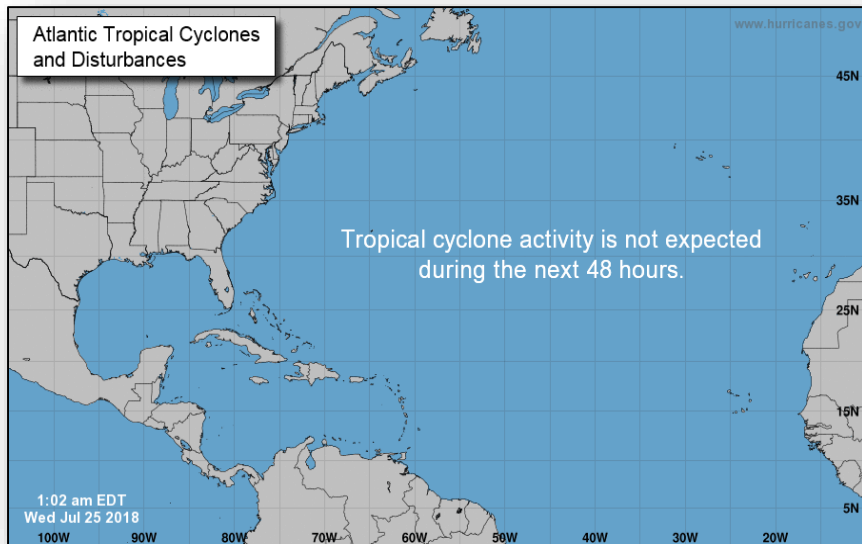 Atlantic Tropical Cyclones
and Disturbances
www.hurricanes.gov
45N
35N
Tropical cyclone activity is not expected
during the next 48 hours.
25N
15N
1:02 am EDT
Wed Jul 25 2018
5N
100W 90W 80W 70W 60W 50W 40W 30W 20W